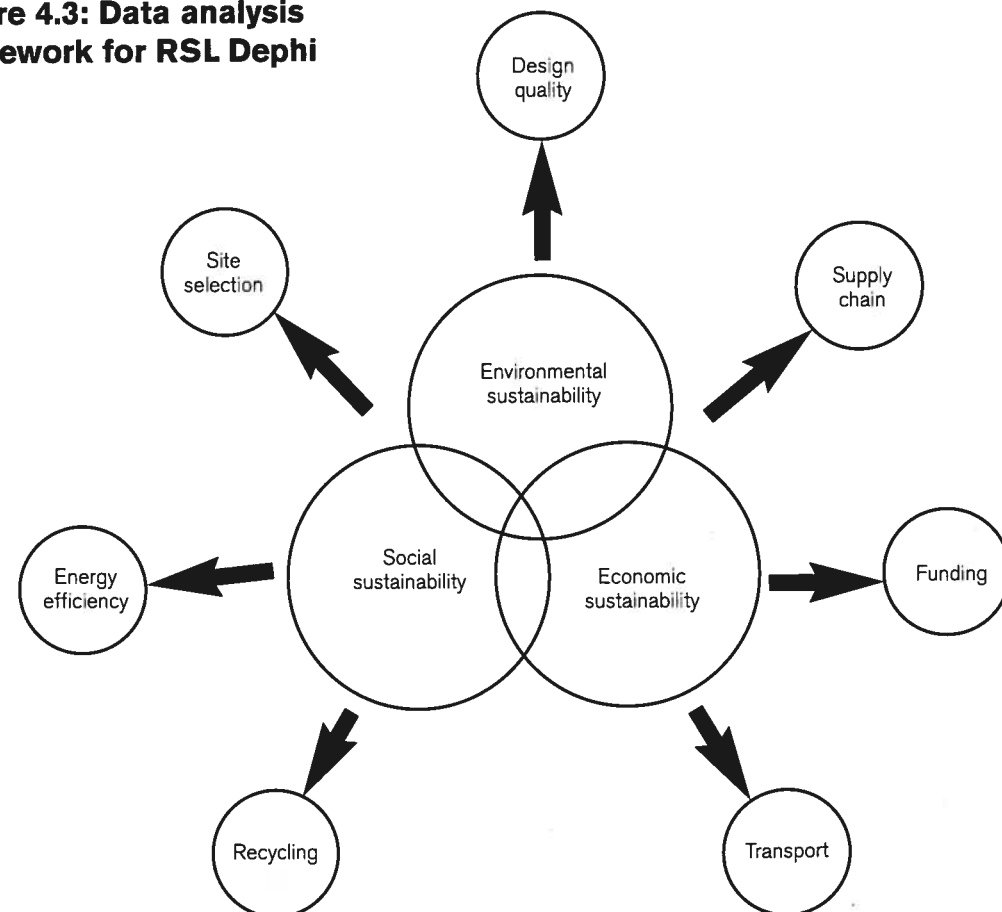 re 4.3: Data analysis
ework for RSL Dephi
Design
quality
Site
selection
Supply
chain
Environmental
sustainability
Social
sustainability
Economic
sustainability
Energy
efficiency
Funding
Recycling
Transport